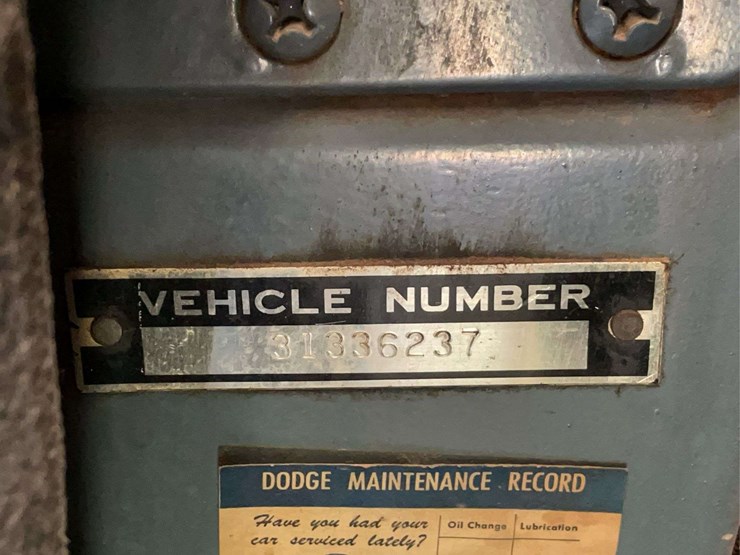 VEHICLE NUMBER
31336237
DODGE MAINTENANCE RECORD
Have you had your
car serviced lately?
Oil Change
Lubrication